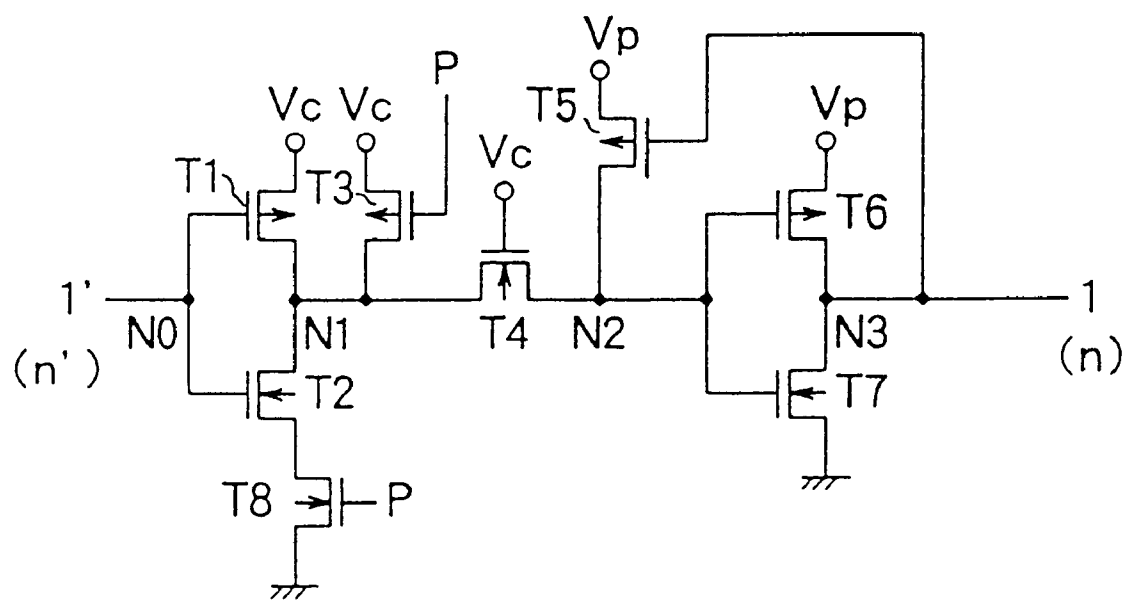 Vp
P
Vc
Vc
T5
Vp
T1
T3
Vc
T6
1'
N0
N1
T4
N2
N3
1
(n')
(n)
T2
T7
T8
P